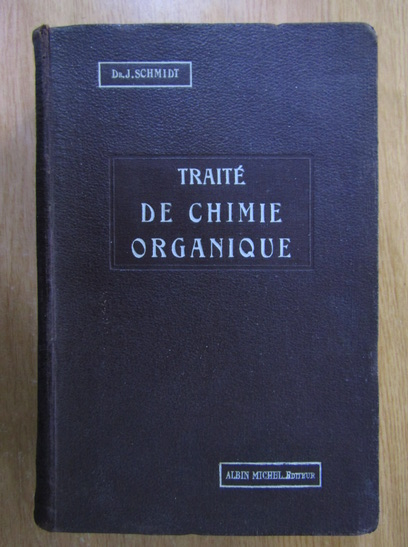 DR. J. SCHMIDT
TRAITÉ
DE CHIMIE
ORGANIQUE
ALBIN MICHEL. EDITEUR